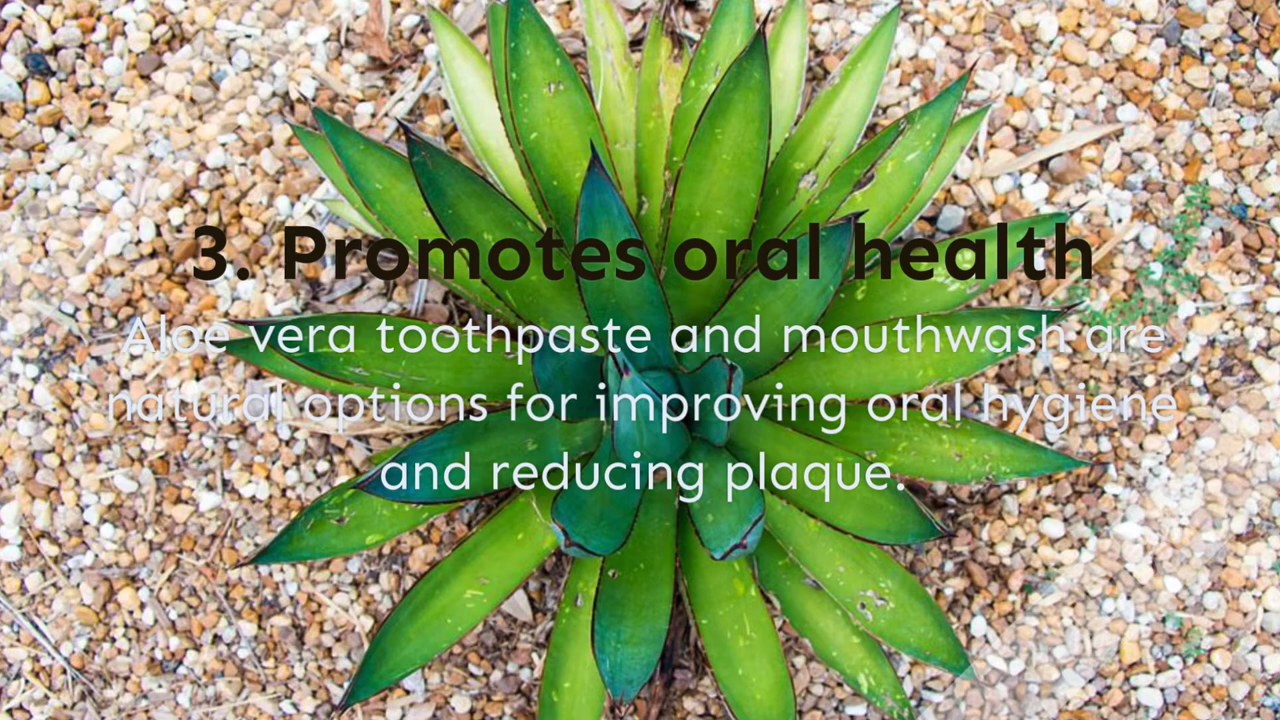 3. Promotes oral health
Aloe vera toothpaste and mouthwash are
natural options for improving oral hygiene
and reducing plaque.